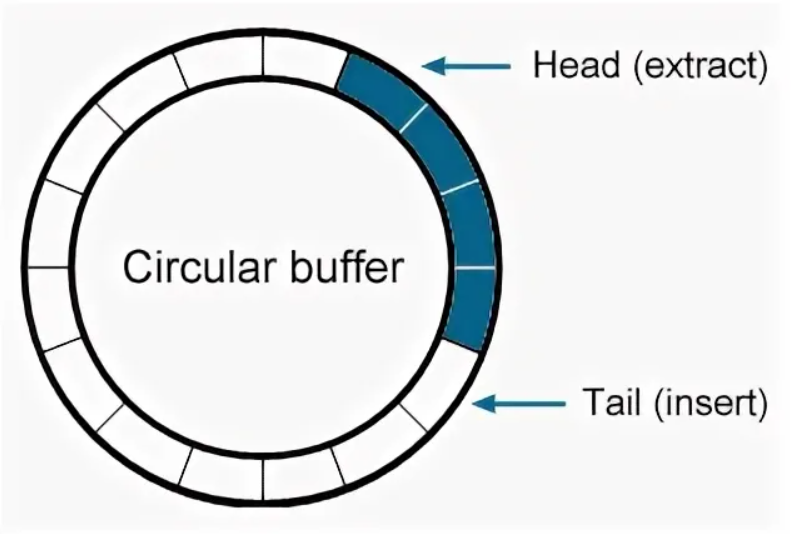 Head (extract)
Circular buffer
Tail (insert)